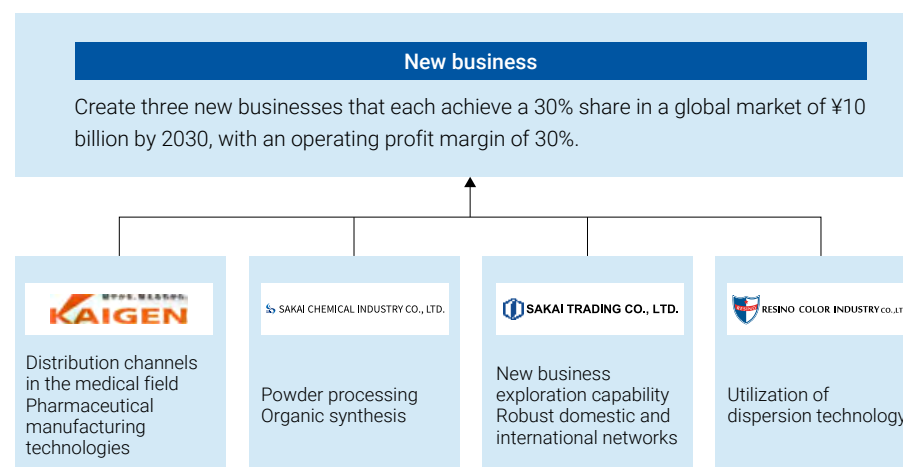 New business
Create three new businesses that each achieve a 30% share in a global market of ¥10
billion by 2030, with an operating profit margin of 30%.
KAIGEN
Distribution channels
in the medical field
Pharmaceutical
manufacturing
technologies
SAKAI CHEMICAL INDUSTRY CO., LTD.
Powder processing
Organic synthesis
SAKAI TRADING CO., LTD.
New business
exploration capability
Robust domestic and
international networks
RESINO
RESINO COLOR INDUSTRY CO.,LT
Utilization of
dispersion technology